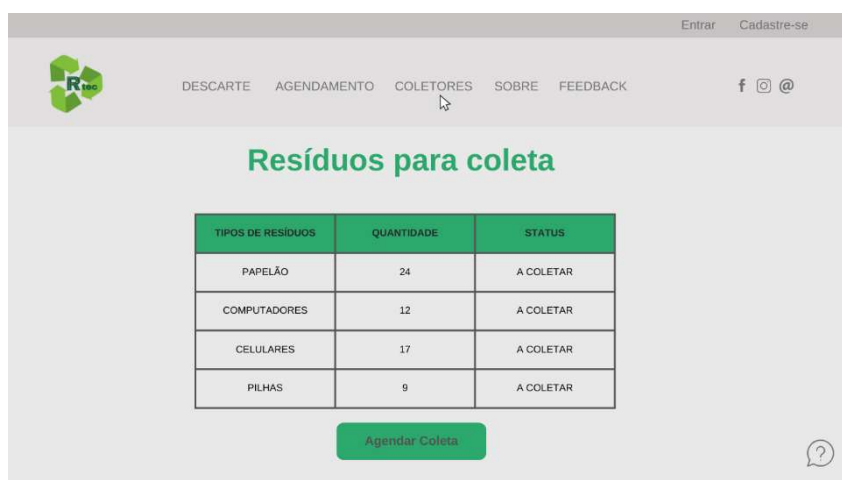 Entrar Cadastre-se
Rtec
DESCARTE AGENDAMENTO COLETORES SOBRE FEEDBACK
f @
Resíduos para coleta
TIPOS DE RESÍDUOS QUANTIDADE STATUS
PAPELÃO 24 A COLETAR
COMPUTADORES 12 A COLETAR
CELULARES 17 A COLETAR
PILHAS 9 A COLETAR
Agendar Coleta
?